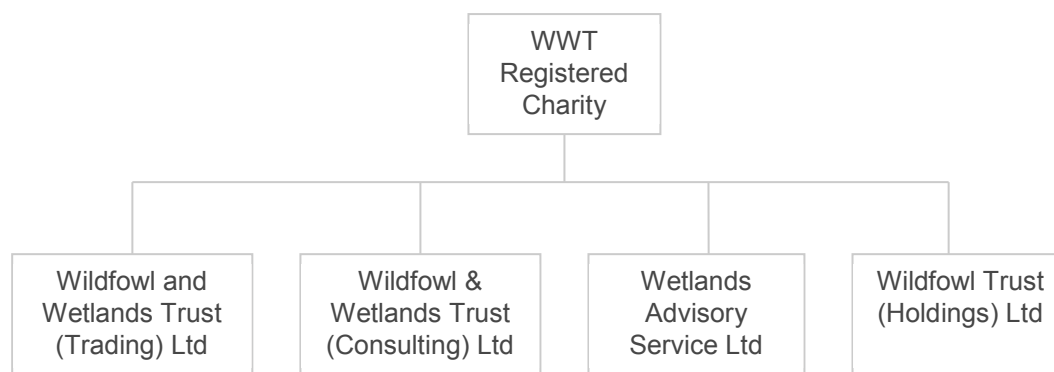 WWT
Registered
Charity
Wildfowl and
Wetlands Trust
(Trading) Ltd
Wildfowl &
Wetlands Trust
(Consulting) Ltd
Wetlands
Advisory
Service Ltd
Wildfowl Trust
(Holdings) Ltd